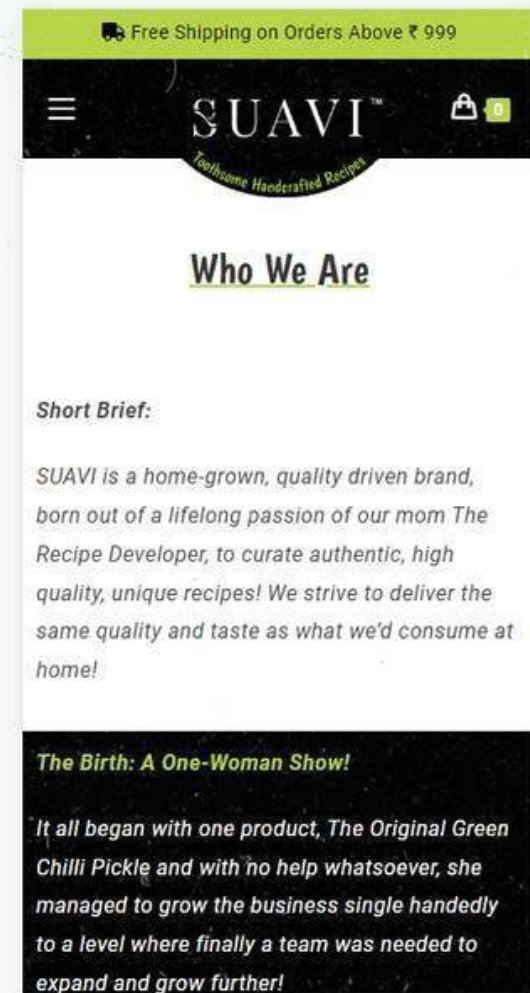 Free Shipping on Orders Above ₹ 999
SUAVI™
0
Toothsome Handcrafted Recipes
Who We Are
Short Brief:
SUAVI is a home-grown, quality driven brand,
born out of a lifelong passion of our mom The
Recipe Developer, to curate authentic, high
quality, unique recipes! We strive to deliver the
same quality and taste as what we'd consume at
home!
The Birth: A One-Woman Show!
It all began with one product, The Original Green
Chilli Pickle and with no help whatsoever, she
managed to grow the business single handedly
to a level where finally a team was needed to
expand and grow further!